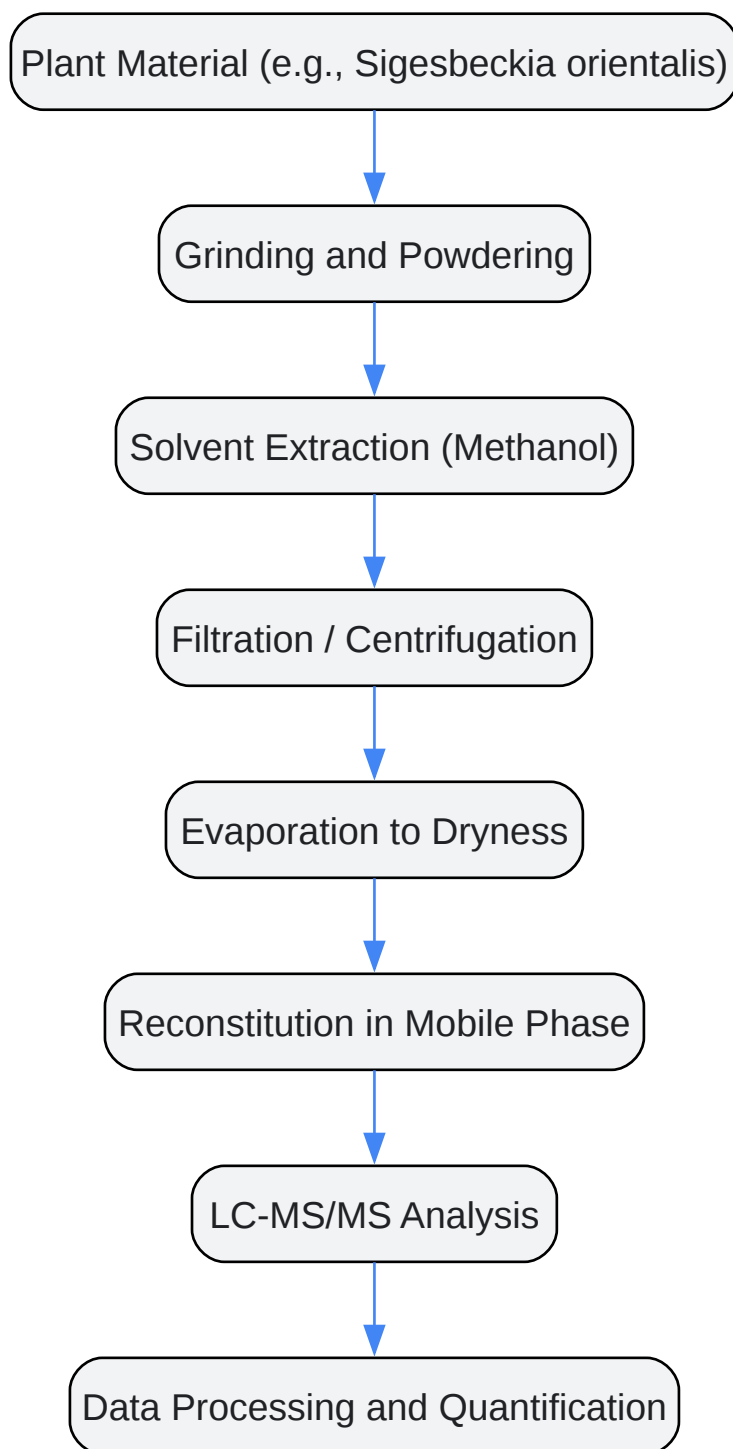 Plant Material (e.g., Sigesbeckia orientalis)
Grinding and Powdering
Solvent Extraction (Methanol)
Filtration / Centrifugation
Evaporation to Dryness
Reconstitution in Mobile Phase
LC-MS/MS Analysis
Data Processing and Quantification